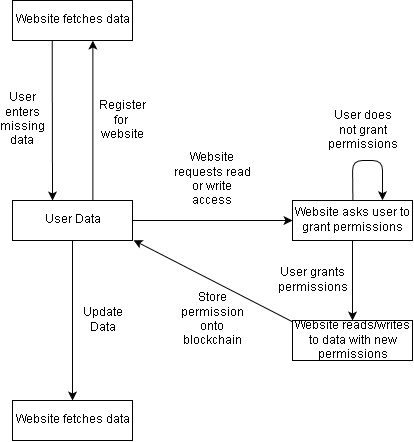 Website fetches data
User
enters
missing
data
Register
for
website
User does
not grant
permissions
Website
requests read
or write
access
User Data
Website asks user to
grant permissions
User grants
permissions
Store
permission
onto
blockchain
Update
Data
Website reads/writes
to data with new
permissions
Website fetches data